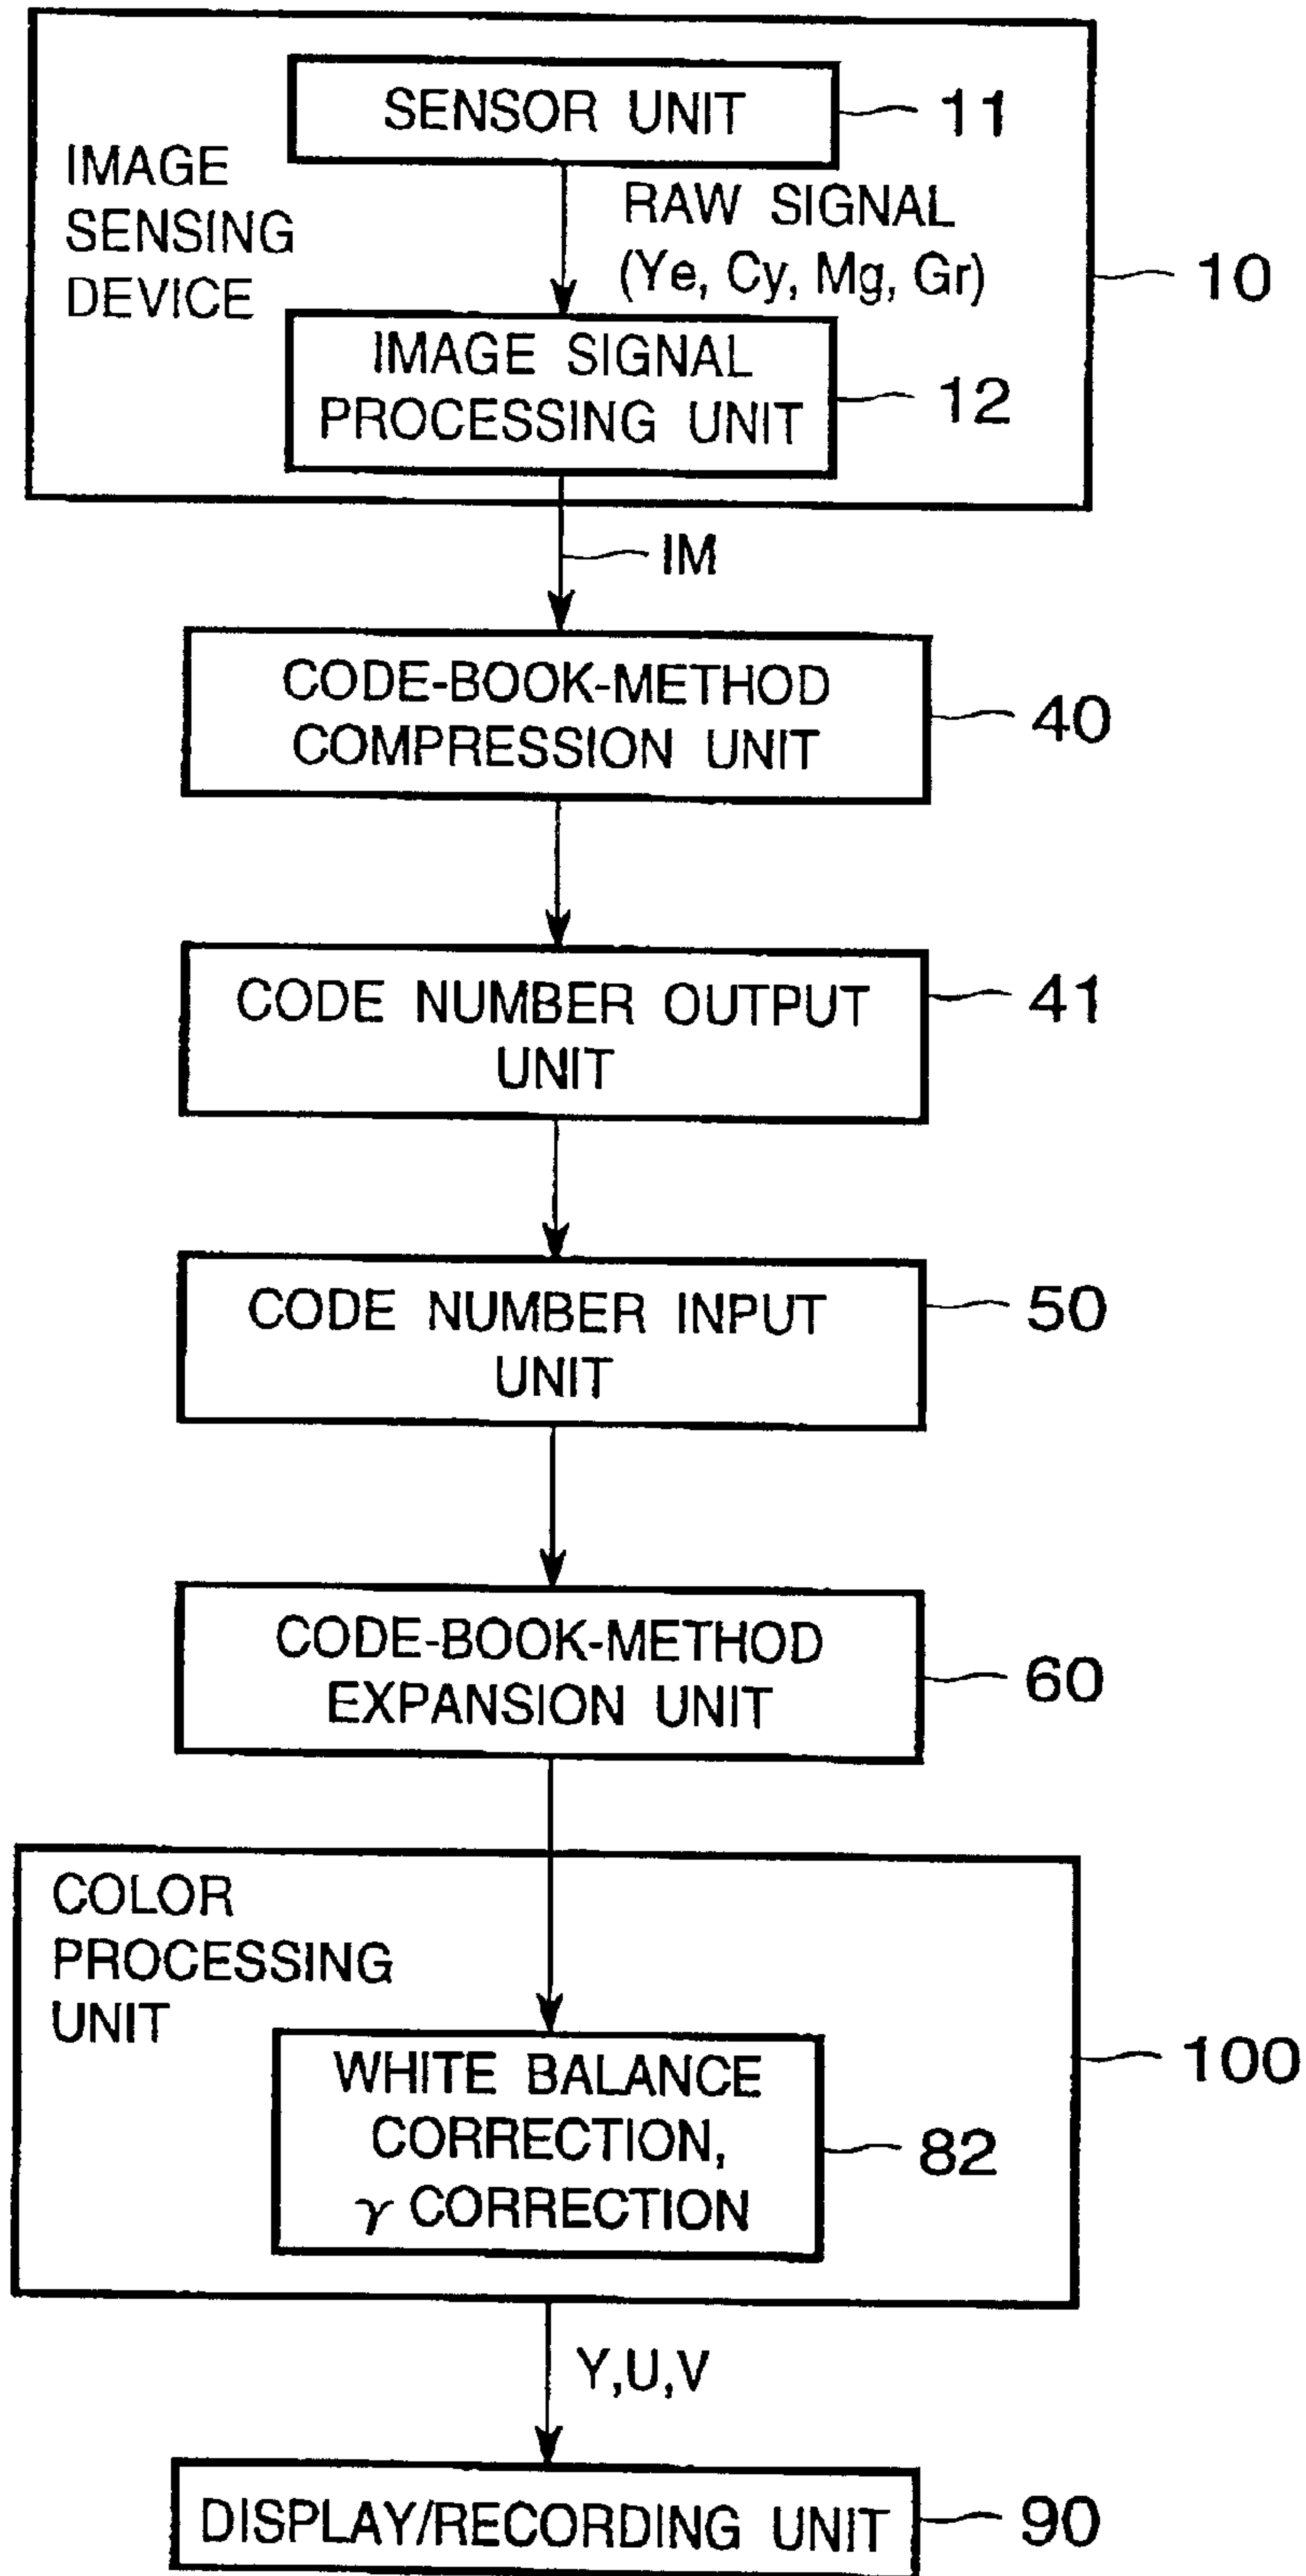 SENSOR UNIT
11
IMAGE
SENSING
DEVICE
RAW SIGNAL
(Ye, Cy, Mg, Gr)
10
IMAGE SIGNAL
PROCESSING UNIT
12
IM
CODE-BOOK-METHOD
COMPRESSION UNIT
40
CODE NUMBER OUTPUT
UNIT
41
CODE NUMBER INPUT
UNIT
50
CODE-BOOK-METHOD
EXPANSION UNIT
60
COLOR
PROCESSING
UNIT
100
WHITE BALANCE
CORRECTION,
γ CORRECTION
82
Y,U,V
DISPLAY/RECORDING UNIT
90